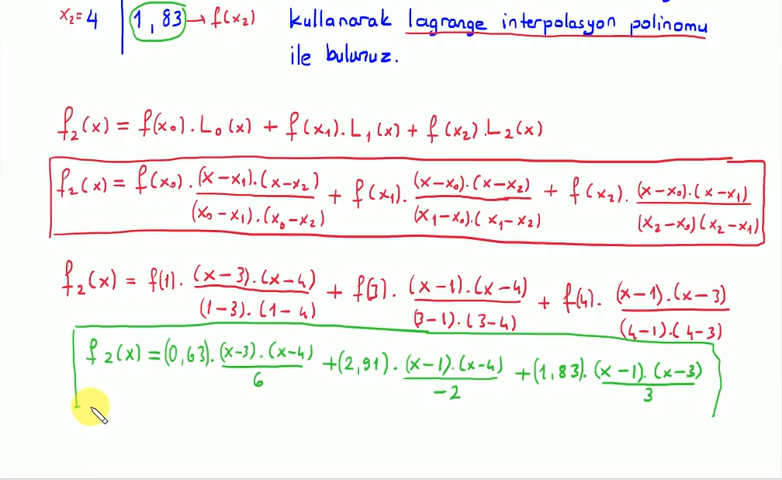 x₂=4 | 1,83 → f(x₂) kullanarak lagrange interpolasyon polinomu
ile bulunuz.
f₂(x) = f(x₀).L₀(x) + f(x₁).L₁(x) + f(x₂).L₂(x)
f₂(x) = f(x₀). (x-x₁).(x-x₂)/(x₀-x₁).(x₀-x₂) + f(x₁). (x-x₀).(x-x₂)/(x₁-x₀).(x₁-x₂) + f(x₂). (x-x₀).(x-x₁)/(x₂-x₀)(x₂-x₁)
f₂(x) = f(1). (x-3).(x-4)/(1-3).(1-4) + f(3). (x-1).(x-4)/(3-1).(3-4) + f(4). (x-1).(x-3)/(4-1).(4-3)
f₂(x) = (0,63). (x-3).(x-4)/6 + (2,91). (x-1).(x-4)/-2 + (1,83). (x-1).(x-3)/3